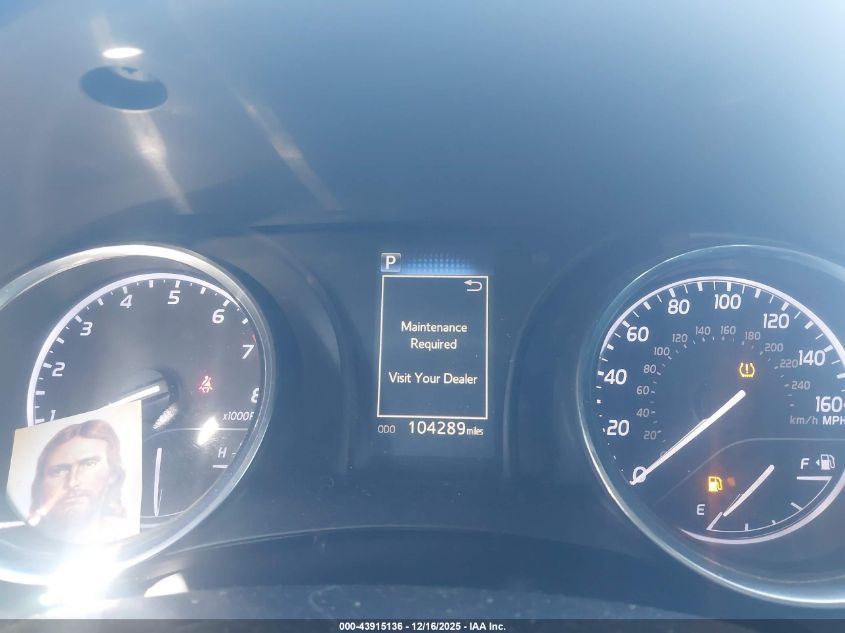 P
Maintenance
Required
Visit Your Dealer
ODO 104289 miles
1
2
3
4
5
6
7
8
x1000r
H
0
20
40
60
80
100
120
140
160
20
40
60
80
100
120
140
160
180
200
220
240
km/h MPH
E
F
000-43915136 - 12/16/2025 - IAA Inc.